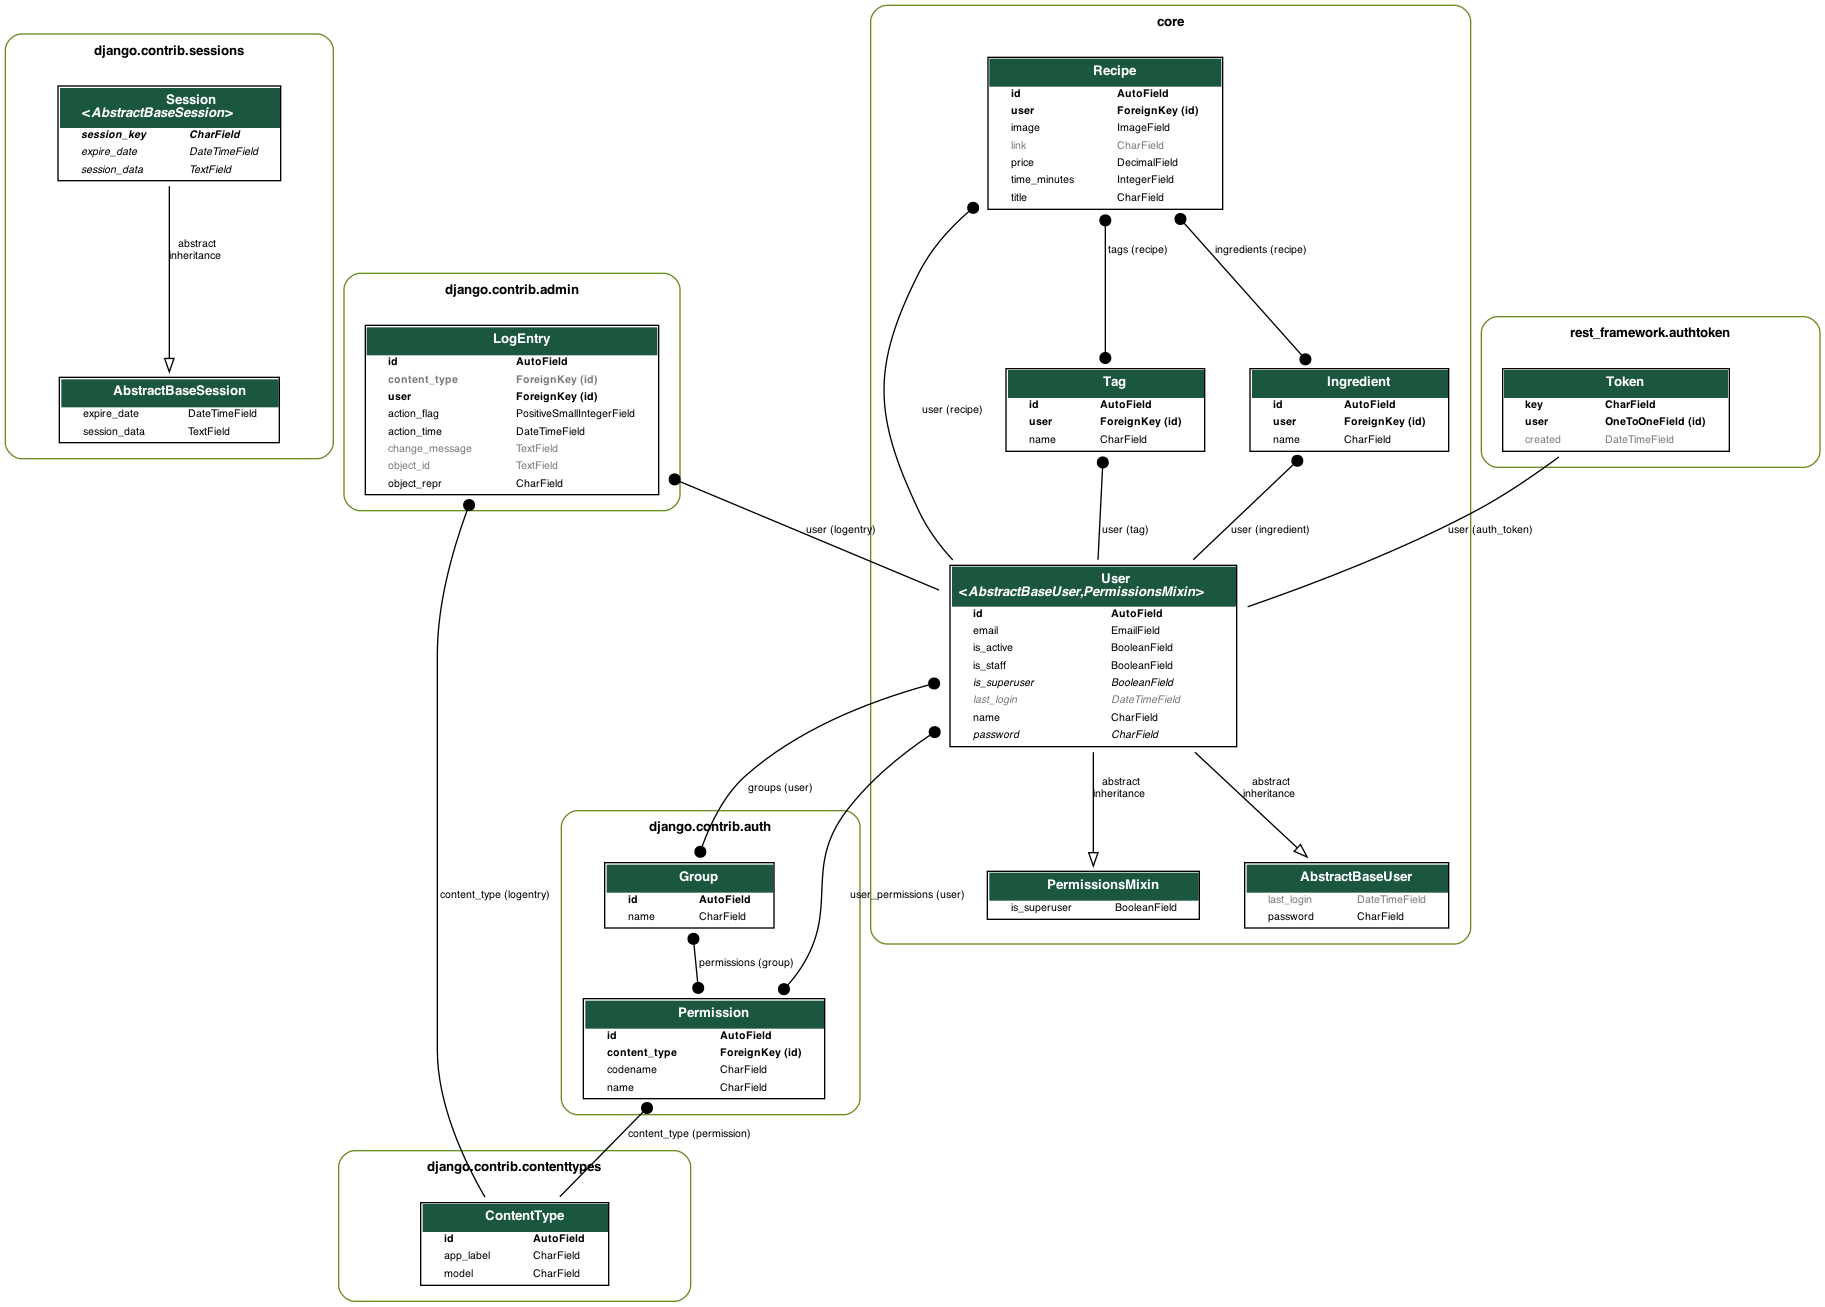 django.contrib.sessions
Session
<AbstractBaseSession>
session_key CharField
expire_date DateTimeField
session_data TextField
abstract
inheritance
AbstractBaseSession
expire_date DateTimeField
session_data TextField
django.contrib.admin
LogEntry
id AutoField
content_type ForeignKey (id)
user ForeignKey (id)
action_flag PositiveSmallIntegerField
action_time DateTimeField
change_message TextField
object_id TextField
object_repr CharField
core
Recipe
id AutoField
user ForeignKey (id)
image ImageField
link CharField
price DecimalField
time_minutes IntegerField
title CharField
tags (recipe)
ingredients (recipe)
user (recipe)
Tag
id AutoField
user ForeignKey (id)
name CharField
Ingredient
id AutoField
user ForeignKey (id)
name CharField
rest_framework.authtoken
Token
key CharField
user OneToOneField (id)
created DateTimeField
user (logentry)
user (tag)
user (ingredient)
user (auth_token)
User
<AbstractBaseUser,PermissionsMixin>
id AutoField
email EmailField
is_active BooleanField
is_staff BooleanField
is_superuser BooleanField
last_login DateTimeField
name CharField
password CharField
groups (user)
abstract
inheritance
abstract
inheritance
django.contrib.auth
Group
id AutoField
name CharField
content_type (logentry)
user_permissions (user)
PermissionsMixin
is_superuser BooleanField
AbstractBaseUser
last_login DateTimeField
password CharField
permissions (group)
Permission
id AutoField
content_type ForeignKey (id)
codename CharField
name CharField
content_type (permission)
django.contrib.contenttypes
ContentType
id AutoField
app_label CharField
model CharField